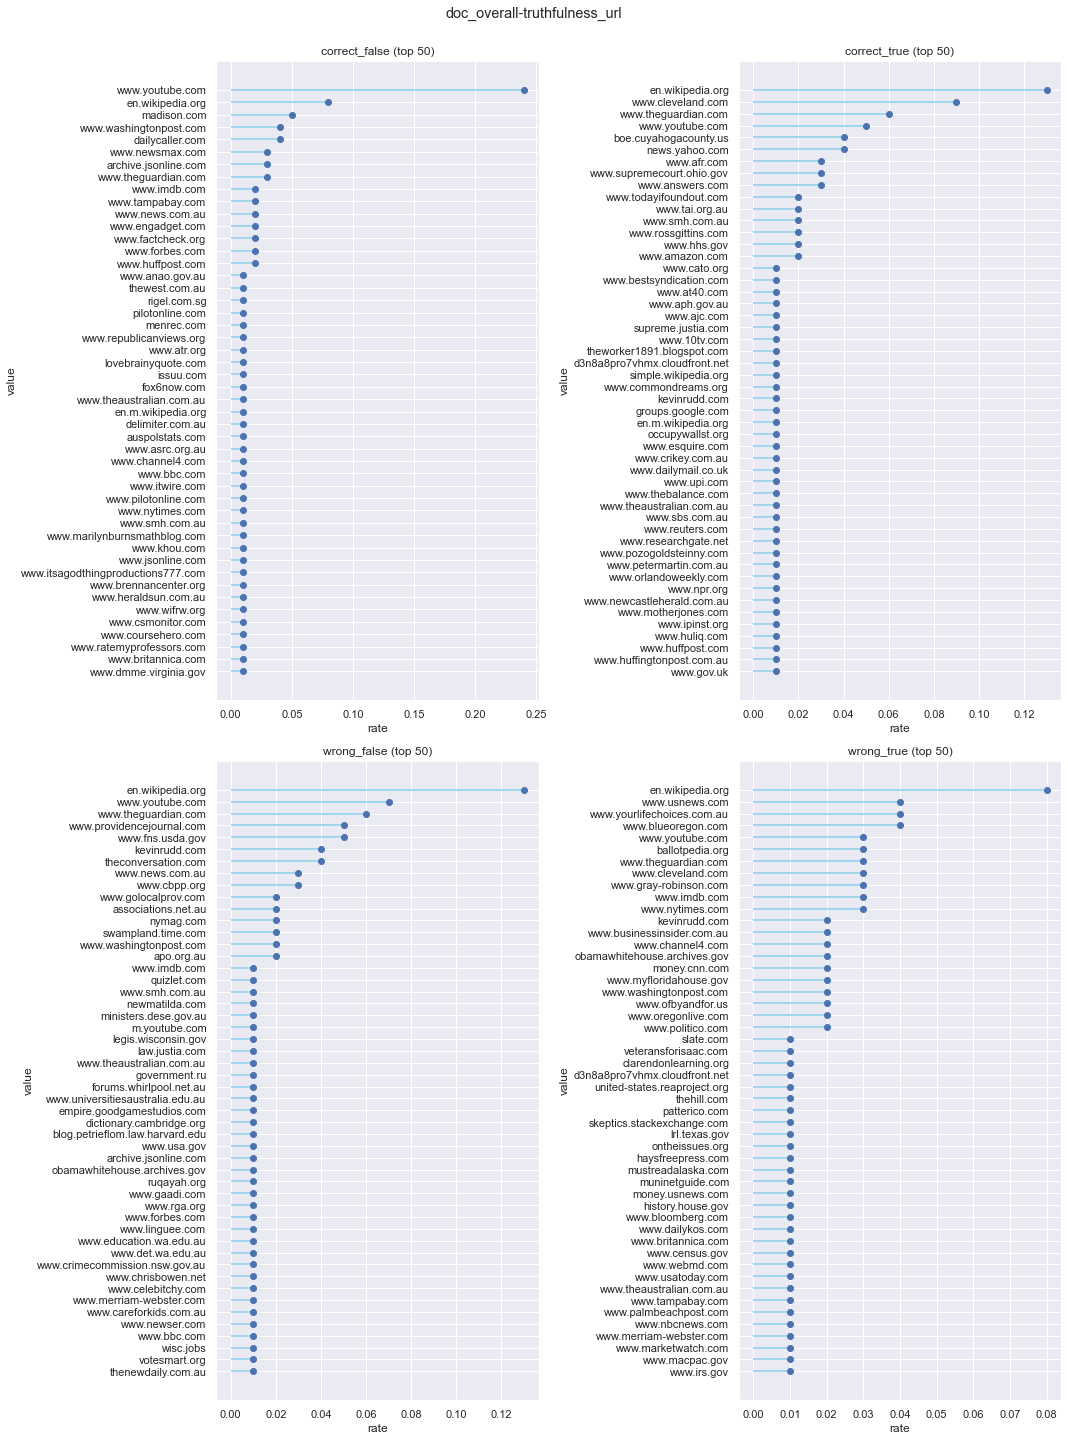 doc_overall-truthfulness_url
correct_false (top 50)
www.youtube.com
en.wikipedia.org
madison.com
www.washingtonpost.com
dailycaller.com
www.newsmax.com
archive.jsonline.com
www.theguardian.com
www.imdb.com
www.tampabay.com
www.news.com.au
www.engadget.com
www.factcheck.org
www.forbes.com
www.huffpost.com
www.anao.gov.au
thewest.com.au
rigel.com.sg
pilotonline.com
menrec.com
www.republicanviews.org
www.atr.org
lovebrainyquote.com
issuu.com
fox6now.com
www.theaustralian.com.au
en.m.wikipedia.org
delimiter.com.au
auspolstats.com
www.asrc.org.au
www.channel4.com
www.bbc.com
www.itwire.com
www.pilotonline.com
www.nytimes.com
www.smh.com.au
www.marilynburnsmathblog.com
www.khou.com
www.jsonline.com
www.itsagodthingproductions777.com
www.brennancenter.org
www.heraldsun.com.au
www.wifrw.org
www.csmonitor.com
www.coursehero.com
www.ratemyprofessors.com
www.britannica.com
www.dmme.virginia.gov
value
0.00 0.05 0.10 0.15 0.20 0.25
rate
correct_true (top 50)
en.wikipedia.org
www.cleveland.com
www.theguardian.com
www.youtube.com
boe.cuyahogacounty.us
news.yahoo.com
www.afr.com
www.supremecourt.ohio.gov
www.answers.com
www.todayifoundout.com
www.tai.org.au
www.smh.com.au
www.rossgittins.com
www.hhs.gov
www.amazon.com
www.cato.org
www.bestsyndication.com
www.at40.com
www.aph.gov.au
www.ajc.com
supreme.justia.com
www.10tv.com
theworker1891.blogspot.com
d3n8a8pro7vhmx.cloudfront.net
simple.wikipedia.org
www.commondreams.org
kevinrudd.com
groups.google.com
en.m.wikipedia.org
occupywallst.org
www.esquire.com
www.crikey.com.au
www.dailymail.co.uk
www.upi.com
www.thebalance.com
www.theaustralian.com.au
www.sbs.com.au
www.reuters.com
www.researchgate.net
www.pozogoldsteinny.com
www.petermartin.com.au
www.orlandoweekly.com
www.npr.org
www.newcastleherald.com.au
www.motherjones.com
www.ipinst.org
www.huliq.com
www.huffpost.com
www.huffingtonpost.com.au
www.gov.uk
value
0.00 0.02 0.04 0.06 0.08 0.10 0.12
rate
wrong_false (top 50)
en.wikipedia.org
www.youtube.com
www.theguardian.com
www.providencejournal.com
www.fns.usda.gov
kevinrudd.com
theconversation.com
www.news.com.au
www.cbpp.org
www.golocalprov.com
associations.net.au
nymag.com
swampland.time.com
www.washingtonpost.com
apo.org.au
www.imdb.com
quizlet.com
www.smh.com.au
newmatilda.com
ministers.dese.gov.au
m.youtube.com
legis.wisconsin.gov
law.justia.com
www.theaustralian.com.au
government.ru
forums.whirlpool.net.au
www.universitiesaustralia.edu.au
empire.goodgamestudios.com
dictionary.cambridge.org
blog.petrieflom.law.harvard.edu
www.usa.gov
archive.jsonline.com
obamawhitehouse.archives.gov
ruqayah.org
www.gaadi.com
www.rga.org
www.forbes.com
www.linguee.com
www.education.wa.edu.au
www.det.wa.edu.au
www.crimecommission.nsw.gov.au
www.chrisbowen.net
www.celebitchy.com
www.merriam-webster.com
www.careforkids.com.au
www.newser.com
www.bbc.com
wisc.jobs
votesmart.org
thenewdaily.com.au
value
0.00 0.02 0.04 0.06 0.08 0.10 0.12
rate
wrong_true (top 50)
en.wikipedia.org
www.usnews.com
www.yourlifechoices.com.au
www.blueoregon.com
www.youtube.com
ballotpedia.org
www.theguardian.com
www.cleveland.com
www.gray-robinson.com
www.imdb.com
www.nytimes.com
kevinrudd.com
www.businessinsider.com.au
www.channel4.com
obamawhitehouse.archives.gov
money.cnn.com
www.myfloridahouse.gov
www.washingtonpost.com
www.ofbyandfor.us
www.oregonlive.com
www.politico.com
slate.com
veteransforisaac.com
clarendonlearning.org
d3n8a8pro7vhmx.cloudfront.net
united-states.reaproject.org
thehill.com
patterico.com
skeptics.stackexchange.com
lrl.texas.gov
ontheissues.org
haysfreepress.com
mustreadalaska.com
muninetguide.com
money.usnews.com
history.house.gov
www.bloomberg.com
www.dailykos.com
www.britannica.com
www.census.gov
www.webmd.com
www.usatoday.com
www.theaustralian.com.au
www.tampabay.com
www.palmbeachpost.com
www.nbcnews.com
www.merriam-webster.com
www.marketwatch.com
www.macpac.gov
www.irs.gov
value
0.00 0.01 0.02 0.03 0.04 0.05 0.06 0.07 0.08
rate